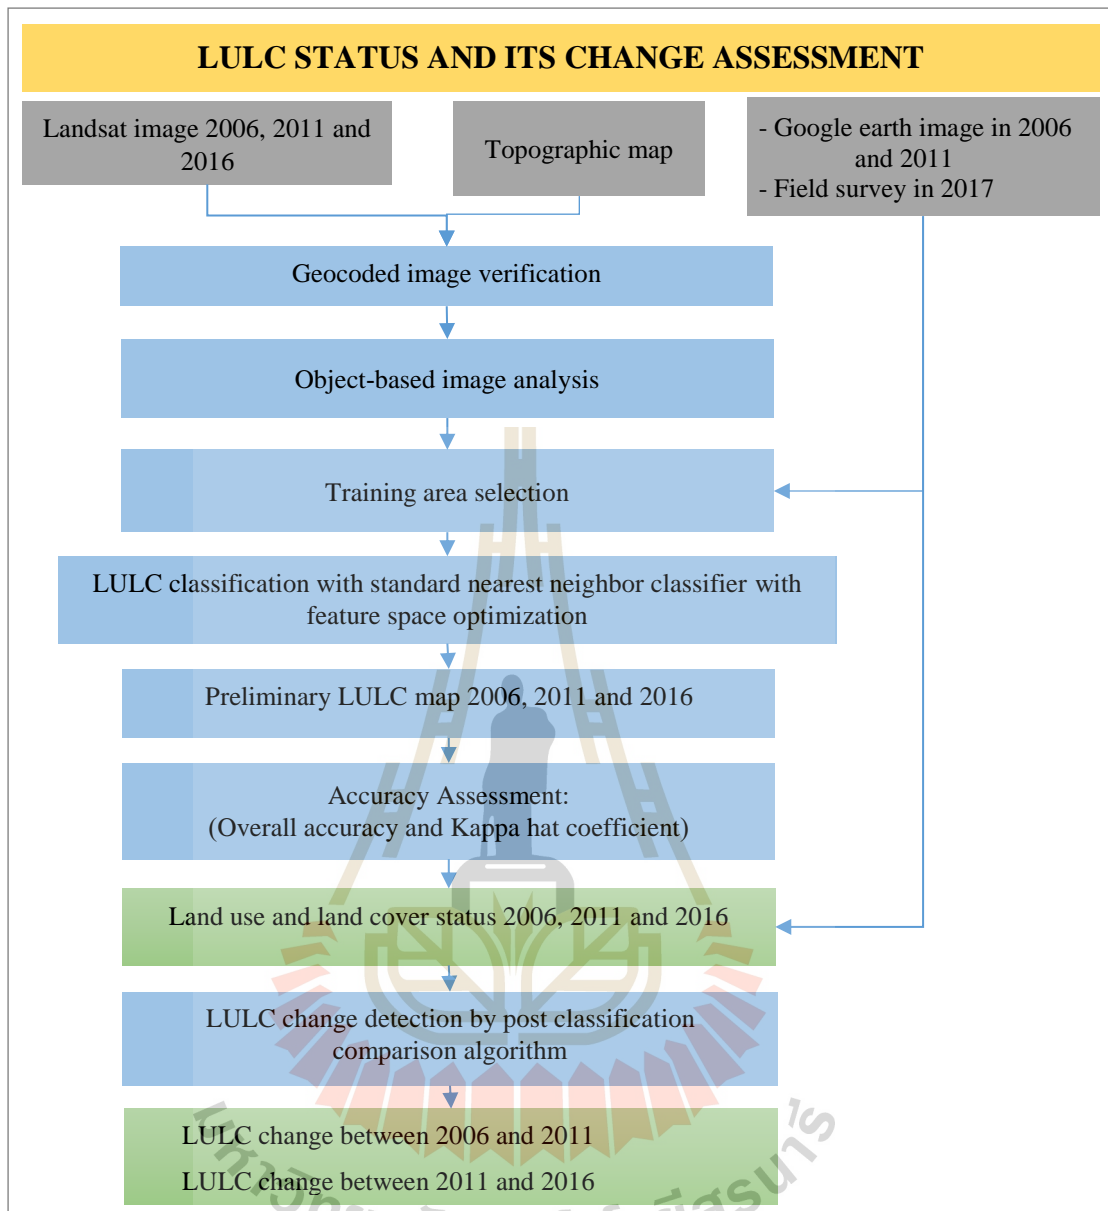 LULC STATUS AND ITS CHANGE ASSESSMENT
Landsat image 2006, 2011 and
2016
Topographic map
- Google earth image in 2006
and 2011
- Field survey in 2017
Geocoded image verification
Object-based image analysis
Training area selection
LULC classification with standard nearest neighbor classifier with
feature space optimization
Preliminary LULC map 2006, 2011 and 2016
Accuracy Assessment:
(Overall accuracy and Kappa hat coefficient)
Land use and land cover status 2006, 2011 and 2016
LULC change detection by post classification
comparison algorithm
LULC change between 2006 and 2011
LULC change between 2011 and 2016